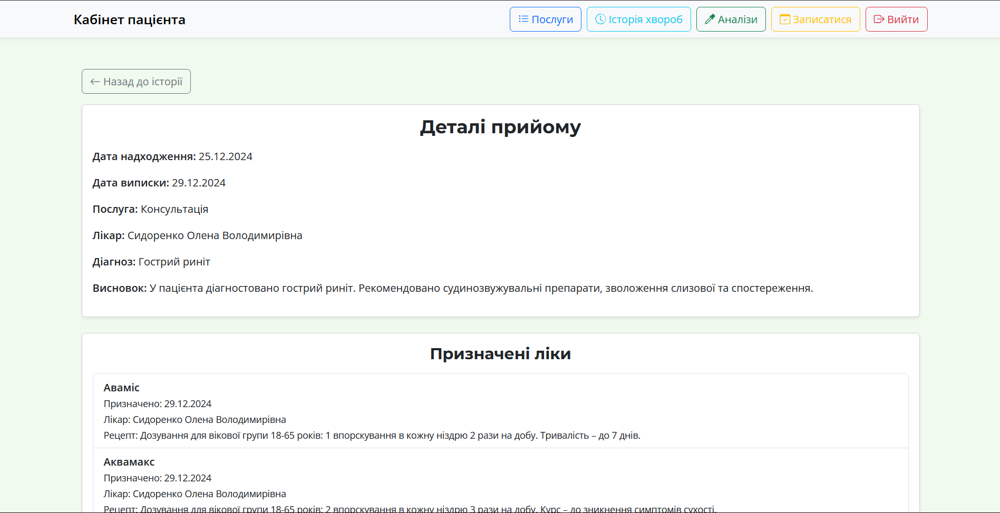 Кабінет пацієнта
Послуги
Історія хвороб
Аналізи
Записатися
Вийти
← Назад до історії
Деталі прийому
Дата надходження: 25.12.2024
Дата виписки: 29.12.2024
Послуга: Консультація
Лікар: Сидоренко Олена Володимирівна
Діагноз: Гострий риніт
Висновок: У пацієнта діагностовано гострий риніт. Рекомендовано судинозвужувальні препарати, зволоження слизової та спостереження.
Призначені ліки
Аваміс
Призначено: 29.12.2024
Лікар: Сидоренко Олена Володимирівна
Рецепт: Дозування для вікової групи 18-65 років: 1 впорскування в кожну ніздрю 2 рази на добу. Тривалість – до 7 днів.
Аквамакс
Призначено: 29.12.2024
Лікар: Сидоренко Олена Володимирівна
Рецепт: Дозування для вікової групи 18-65 років: 2 впорскування в кожну ніздрю 3 рази на добу. Курс – до зникнення симптомів сухості.